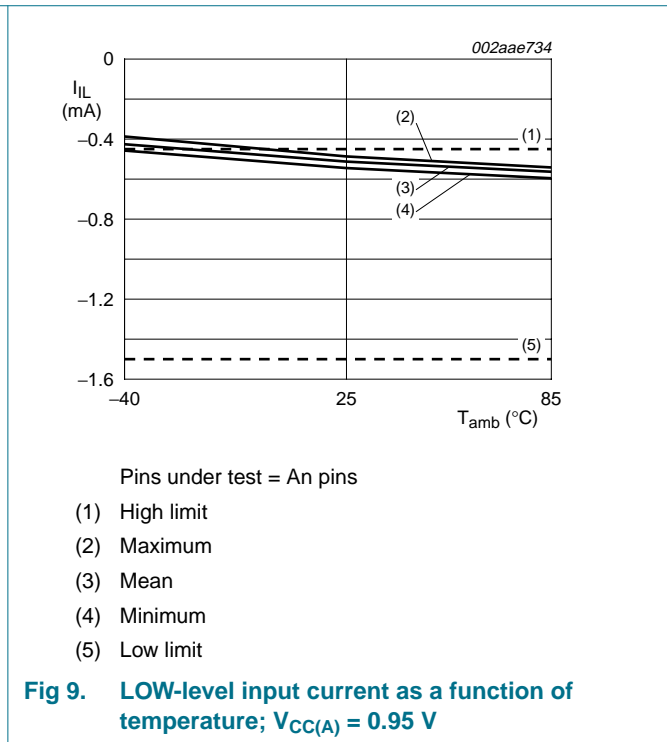 002aae734
0
I_IL
(mA)
−0.4
−0.8
−1.2
−1.6
(2)
(1)
(3)
(4)
(5)
−40
25
85
T_amb (°C)
Pins under test = An pins
(1) High limit
(2) Maximum
(3) Mean
(4) Minimum
(5) Low limit
Fig 9. LOW-level input current as a function of
temperature; V_CC(A) = 0.95 V